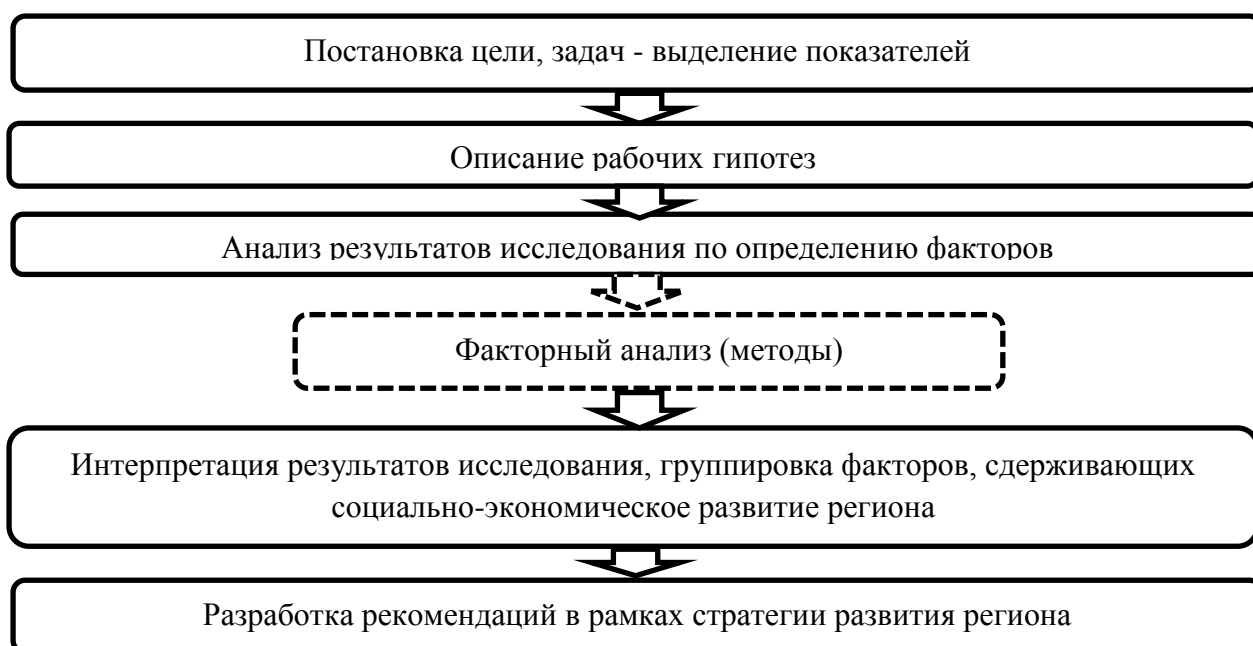 Постановка цели, задач - выделение показателей
Описание рабочих гипотез
Анализ результатов исследования по определению факторов
Факторный анализ (методы)
Интерпретация результатов исследования, группировка факторов, сдерживающих
социально-экономическое развитие региона
Разработка рекомендаций в рамках стратегии развития региона